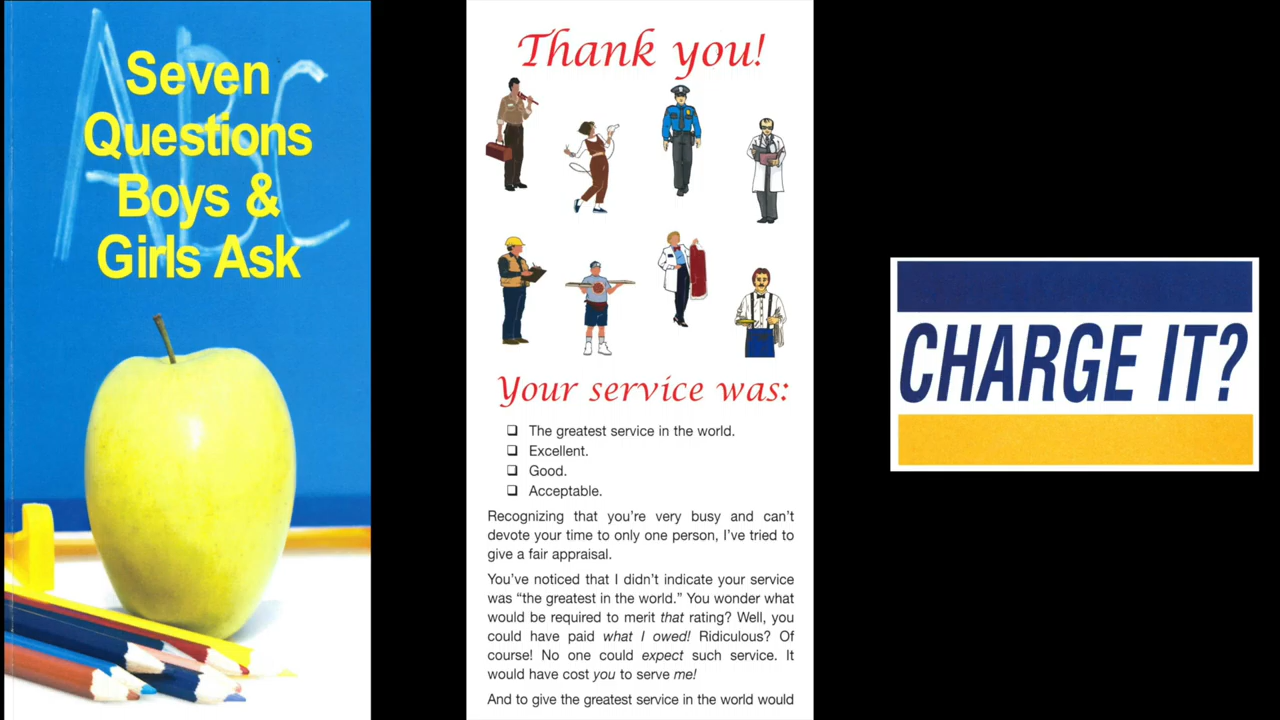 ABC
Seven
Questions
Boys &
Girls Ask
Thank you!
Your service was:
❑ The greatest service in the world.
❑ Excellent.
❑ Good.
❑ Acceptable.
Recognizing that you're very busy and can't
devote your time to only one person, I've tried to
give a fair appraisal.
You've noticed that I didn't indicate your service
was “the greatest in the world.” You wonder what
would be required to merit that rating? Well, you
could have paid what I owed! Ridiculous? Of
course! No one could expect such service. It
would have cost you to serve me!
And to give the greatest service in the world would
CHARGE IT?